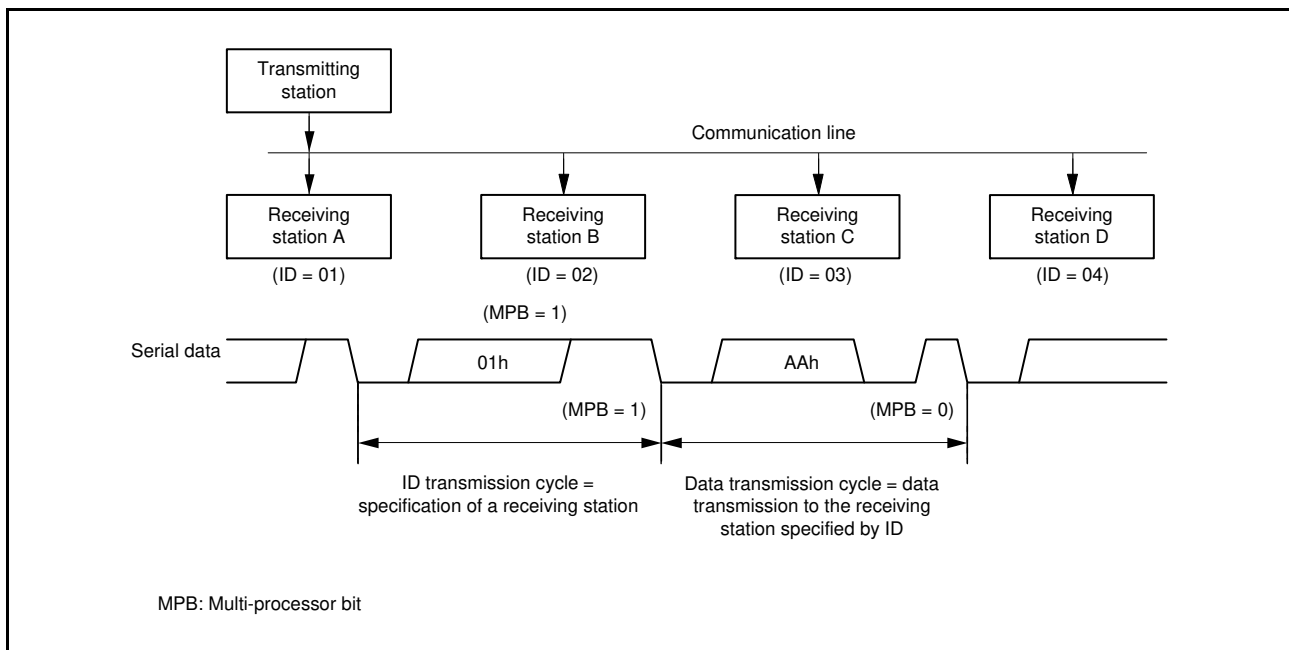 Transmitting
station
Communication line
Receiving
station A
Receiving
station B
Receiving
station C
Receiving
station D
(ID = 01)
(ID = 02)
(ID = 03)
(ID = 04)
(MPB = 1)
Serial data
01h
AAh
(MPB = 1)
(MPB = 0)
ID transmission cycle =
specification of a receiving station
Data transmission cycle = data
transmission to the receiving
station specified by ID
MPB: Multi-processor bit